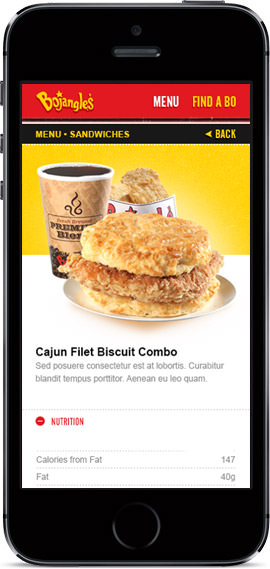 Bojangles
MENU FIND A BO
MENU • SANDWICHES ◄ BACK
Fresh Brewed
PREMIUM
Cajun Filet Biscuit Combo
Sed posuere consectetur est at lobortis. Curabitur
blandit tempus porttitor. Aenean eu leo quam.
NUTRITION
Calories from Fat 147
Fat 40g